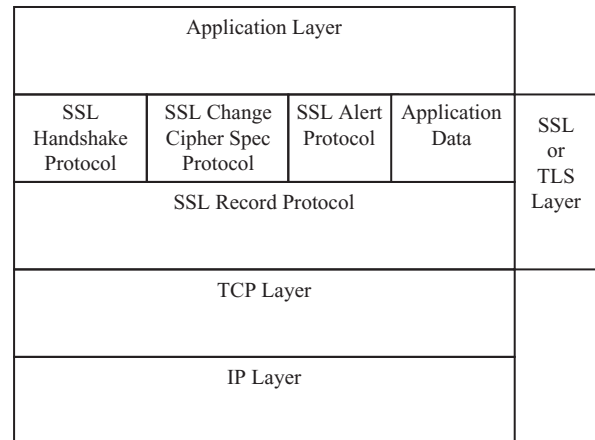 Application Layer
SSL
Handshake
Protocol
SSL Change
Cipher Spec
Protocol
SSL Alert
Protocol
Application
Data
SSL
or
TLS
Layer
SSL Record Protocol
TCP Layer
IP Layer